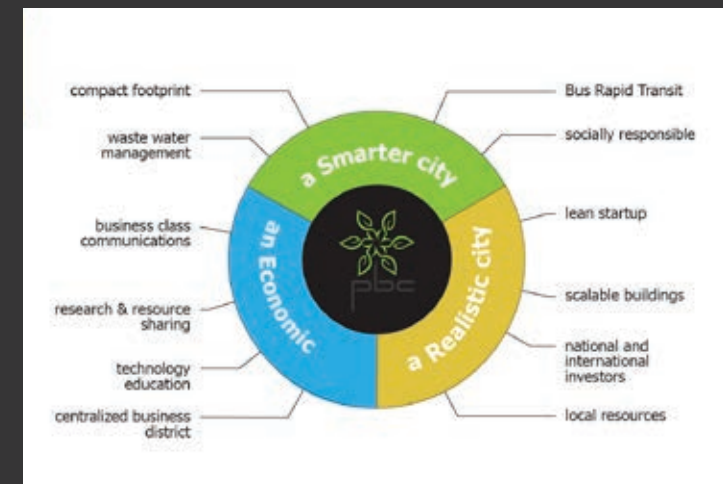 compact footprint
waste water
management
business class
communications
research & resource
sharing
technology
education
centralized business
district
Bus Rapid Transit
socially responsible
lean startup
scalable buildings
national and
international
investors
local resources
a Smarter city
an Economic
a Realistic city
pbc